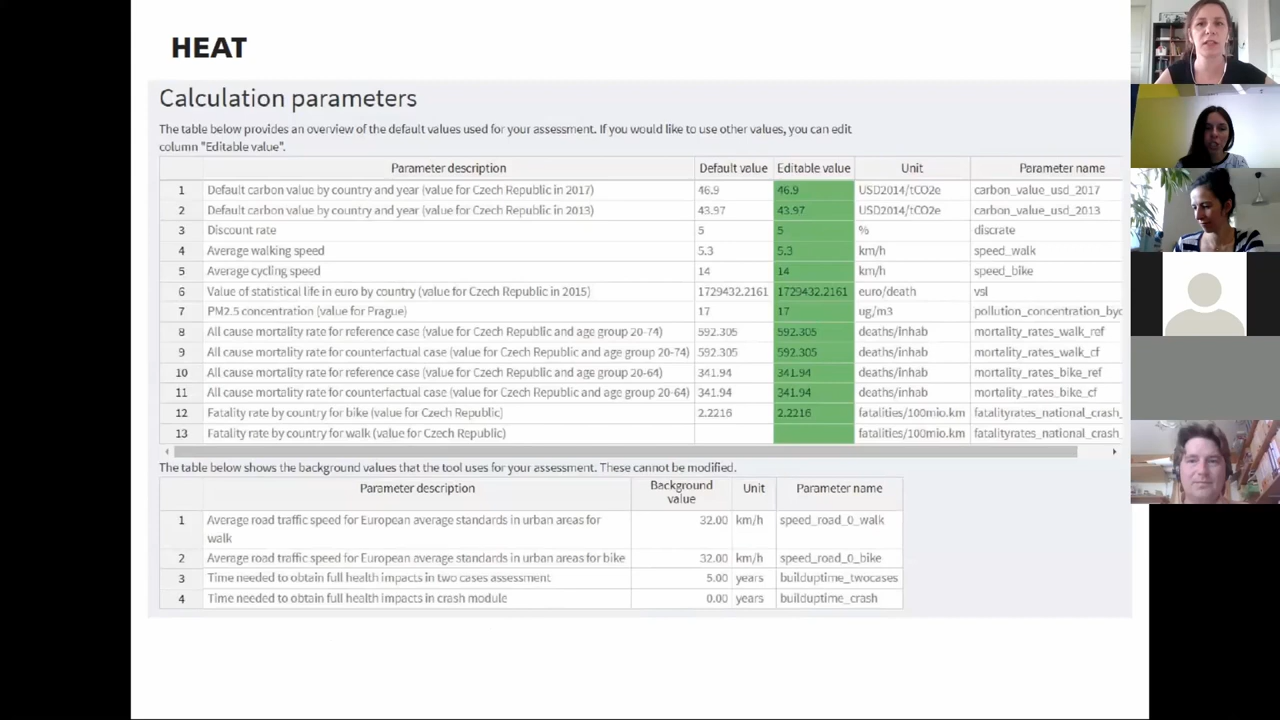 HEAT
Calculation parameters
The table below provides an overview of the default values used for your assessment. If you would like to use other values, you can edit
column "Editable value".
Parameter description Default value Editable value Unit Parameter name
1 Default carbon value by country and year (value for Czech Republic in 2017) 46.9 46.9 USD2014/tCO2e carbon_value_usd_2017
2 Default carbon value by country and year (value for Czech Republic in 2013) 43.97 43.97 USD2014/tCO2e carbon_value_usd_2013
3 Discount rate 5 5 % discrate
4 Average walking speed 5.3 5.3 km/h speed_walk
5 Average cycling speed 14 14 km/h speed_bike
6 Value of statistical life in euro by country (value for Czech Republic in 2015) 1729432.2161 1729432.2161 euro/death vsl
7 PM2.5 concentration (value for Prague) 17 17 ug/m3 pollution_concentration_byc
8 All cause mortality rate for reference case (value for Czech Republic and age group 20-74) 592.305 592.305 deaths/inhab mortality_rates_walk_ref
9 All cause mortality rate for counterfactual case (value for Czech Republic and age group 20-74) 592.305 592.305 deaths/inhab mortality_rates_walk_cf
10 All cause mortality rate for reference case (value for Czech Republic and age group 20-64) 341.94 341.94 deaths/inhab mortality_rates_bike_ref
11 All cause mortality rate for counterfactual case (value for Czech Republic and age group 20-64) 341.94 341.94 deaths/inhab mortality_rates_bike_cf
12 Fatality rate by country for bike (value for Czech Republic) 2.2216 2.2216 fatalities/100mio.km fatalityrates_national_crash_
13 Fatality rate by country for walk (value for Czech Republic) fatalities/100mio.km fatalityrates_national_crash_
The table below shows the background values that the tool uses for your assessment. These cannot be modified.
Parameter description Background value Unit Parameter name
1 Average road traffic speed for European average standards in urban areas for
walk 32.00 km/h speed_road_0_walk
2 Average road traffic speed for European average standards in urban areas for bike 32.00 km/h speed_road_0_bike
3 Time needed to obtain full health impacts in two cases assessment 5.00 years builduptime_twocases
4 Time needed to obtain full health impacts in crash module 0.00 years builduptime_crash